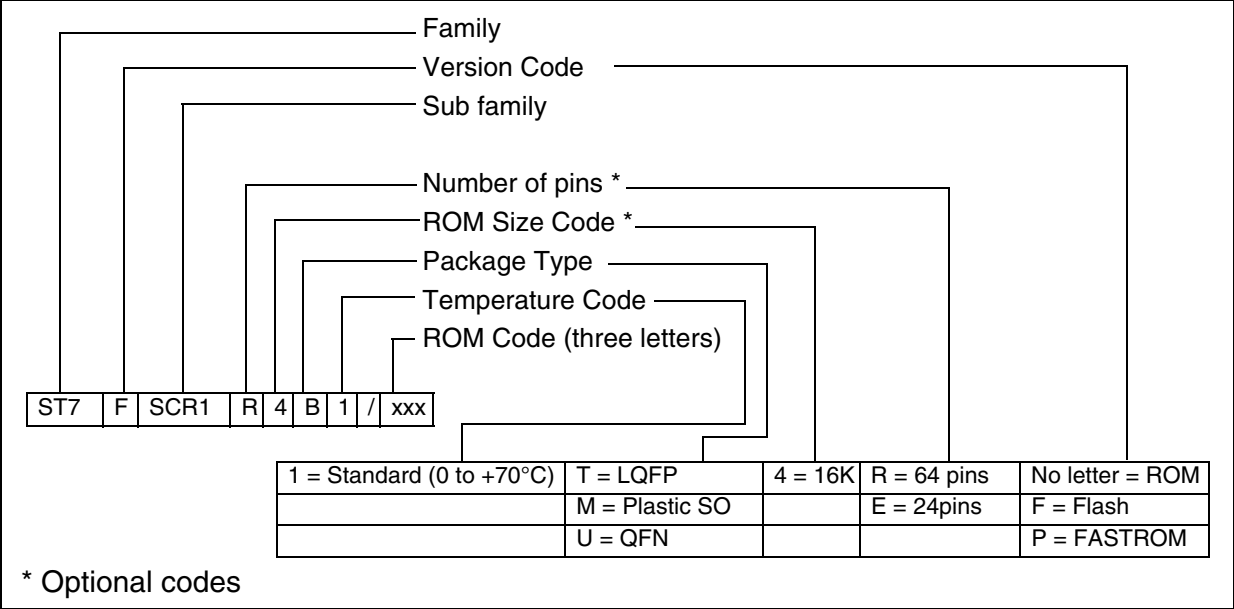 Family
Version Code
Sub family
Number of pins *
ROM Size Code *
Package Type
Temperature Code
ROM Code (three letters)
ST7 F SCR1 R 4 B 1 / xxx
1 = Standard (0 to +70°C) T = LQFP 4 = 16K R = 64 pins No letter = ROM
M = Plastic SO E = 24pins F = Flash
U = QFN P = FASTROM
* Optional codes